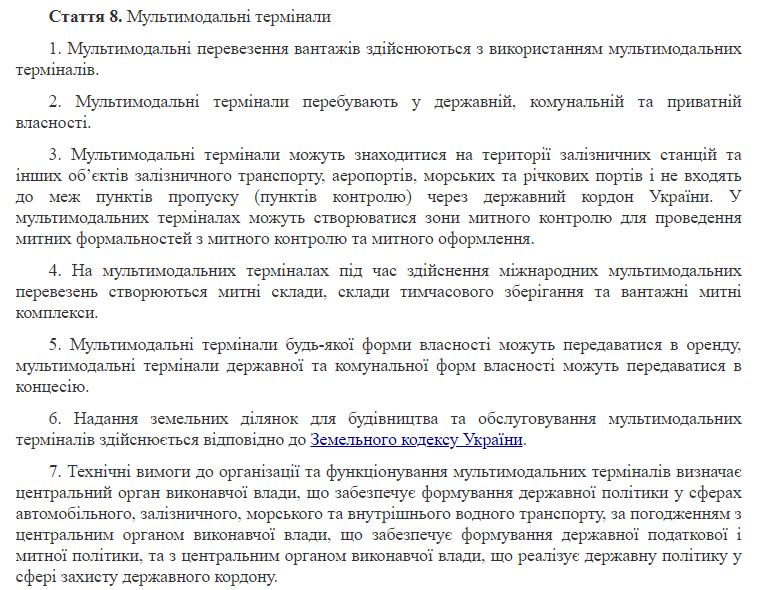 Стаття 8. Мультимодальні термінали
1. Мультимодальні перевезення вантажів здійснюються з використанням мультимодальних
терміналів.
2. Мультимодальні термінали перебувають у державній, комунальній та приватній
власності.
3. Мультимодальні термінали можуть знаходитися на території залізничних станцій та
інших об’єктів залізничного транспорту, аеропортів, морських та річкових портів і не входять
до меж пунктів пропуску (пунктів контролю) через державний кордон України. У
мультимодальних терміналах можуть створюватися зони митного контролю для проведення
митних формальностей з митного контролю та митного оформлення.
4. На мультимодальних терміналах під час здійснення міжнародних мультимодальних
перевезень створюються митні склади, склади тимчасового зберігання та вантажні митні
комплекси.
5. Мультимодальні термінали будь-якої форми власності можуть передаватися в оренду,
мультимодальні термінали державної та комунальної форм власності можуть передаватися в
концесію.
6. Надання земельних ділянок для будівництва та обслуговування мультимодальних
терміналів здійснюється відповідно до Земельного кодексу України.
7. Технічні вимоги до організації та функціонування мультимодальних терміналів визначає
центральний орган виконавчої влади, що забезпечує формування державної політики у сферах
автомобільного, залізничного, морського та внутрішнього водного транспорту, за погодженням з
центральним органом виконавчої влади, що забезпечує формування державної податкової і
митної політики, та з центральним органом виконавчої влади, що реалізує державну політику у
сфері захисту державного кордону.